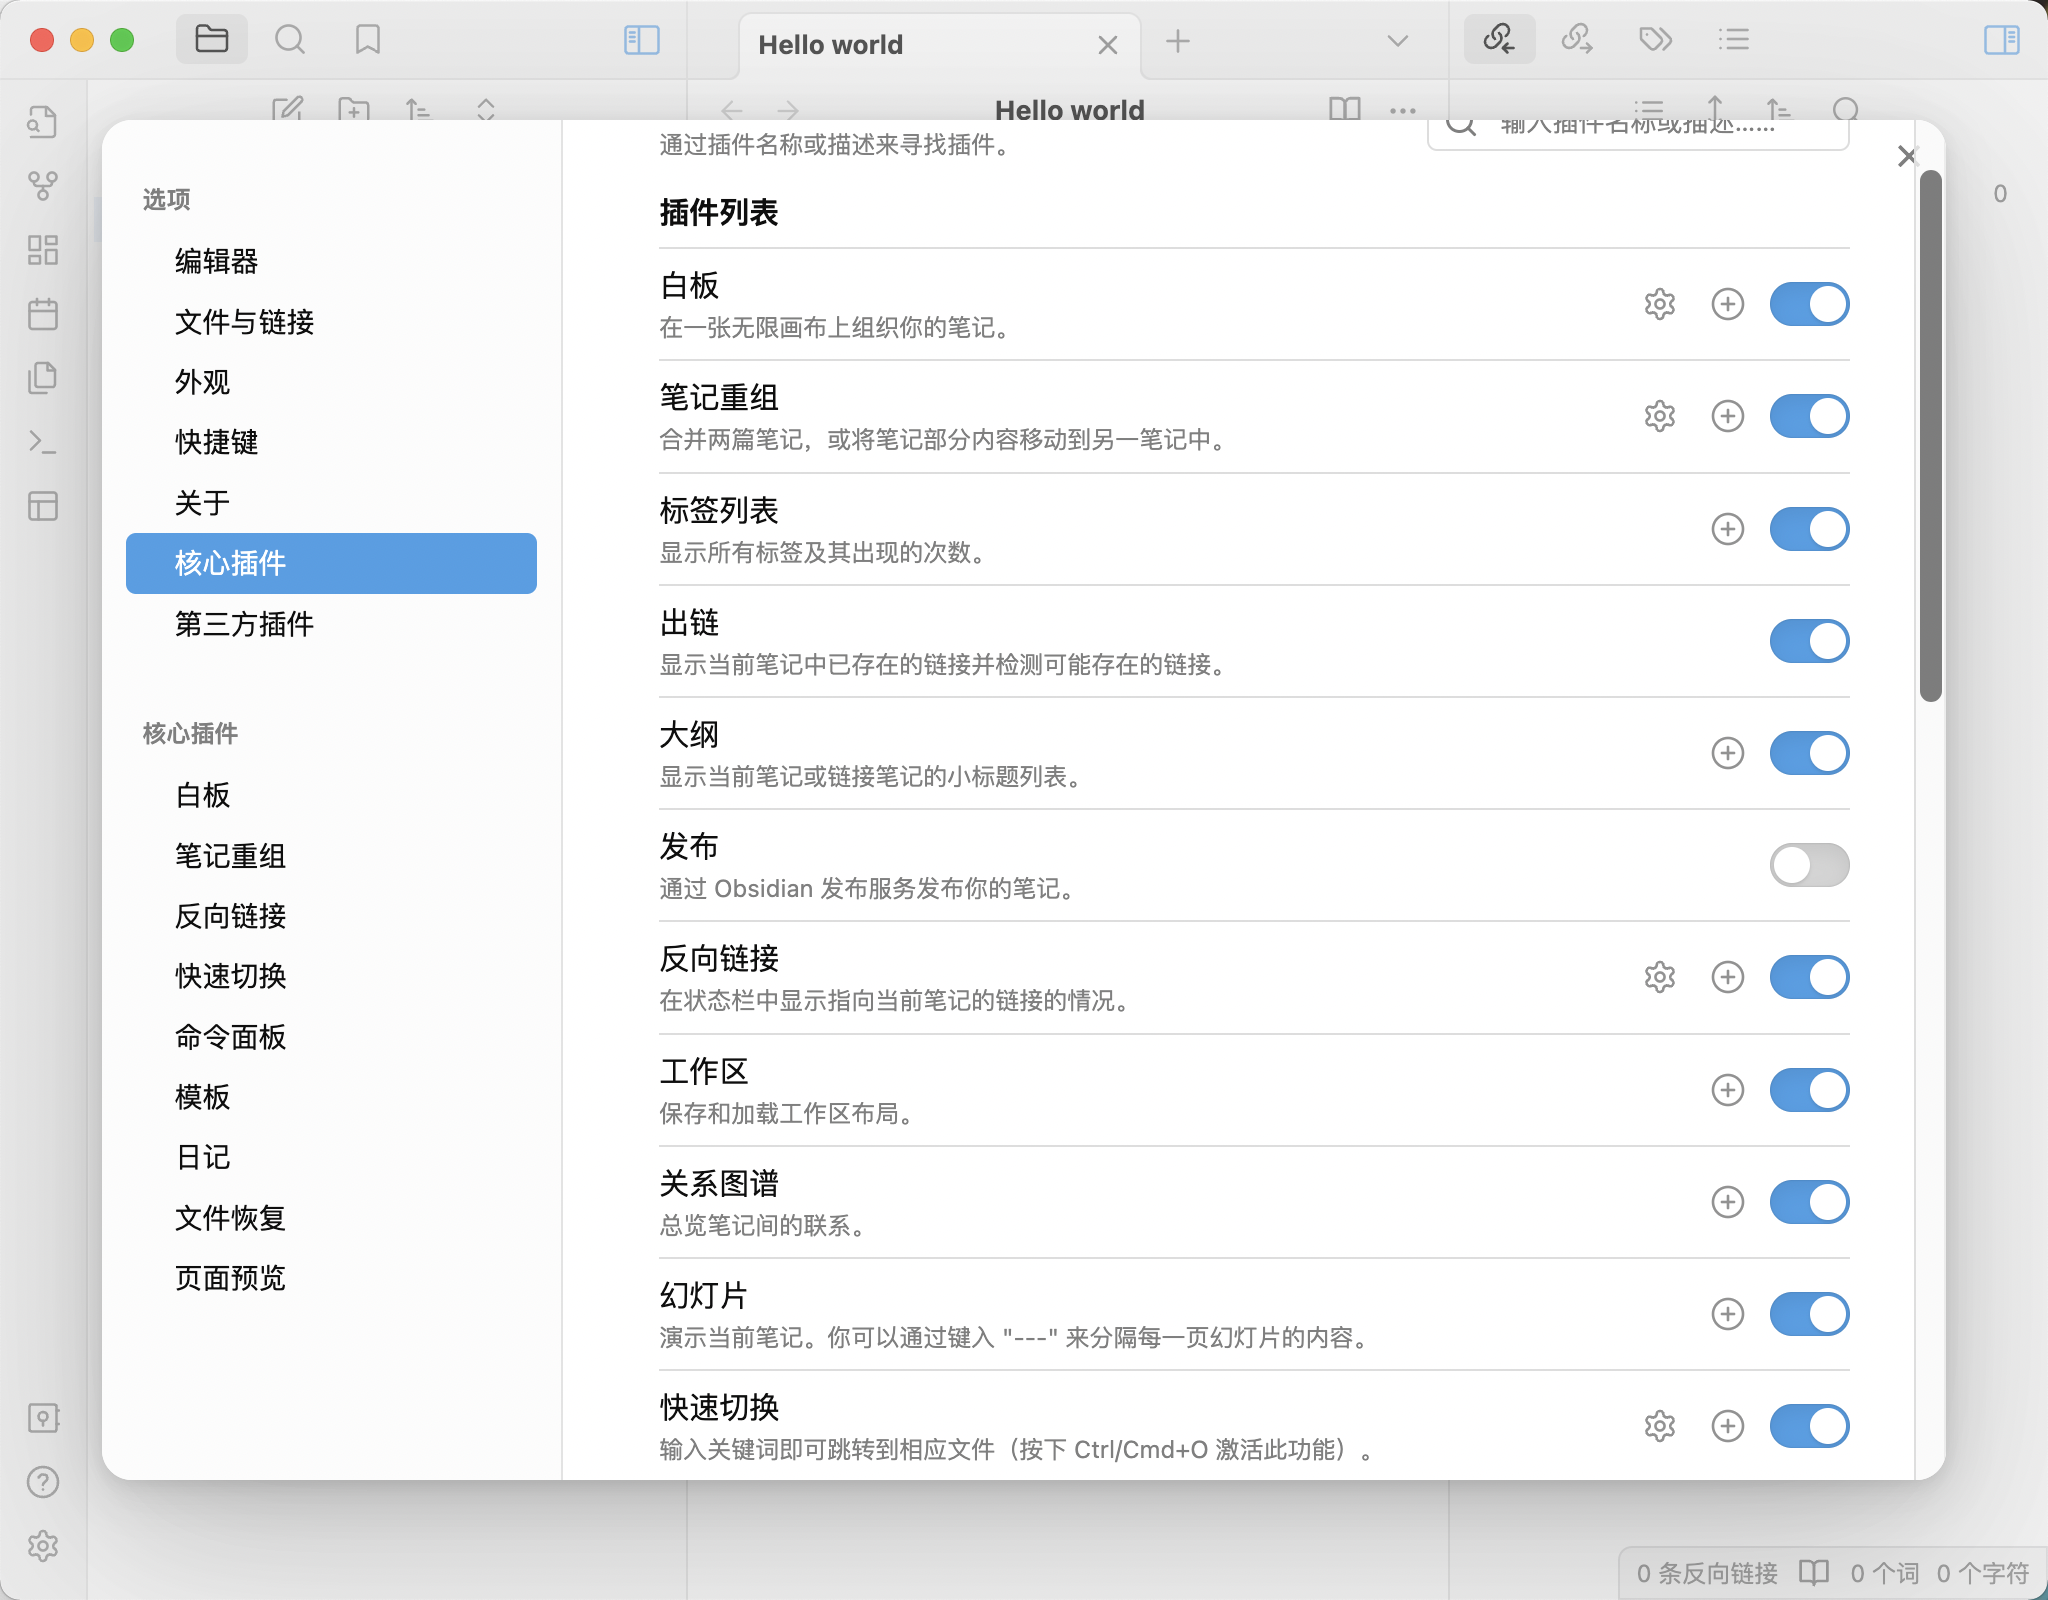 Hello world
Hello world
输入插件名称或描述……
通过插件名称或描述来寻找插件。
0
选项
编辑器
文件与链接
外观
快捷键
关于
核心插件
第三方插件
核心插件
白板
笔记重组
反向链接
快速切换
命令面板
模板
日记
文件恢复
页面预览
插件列表
白板
在一张无限画布上组织你的笔记。
笔记重组
合并两篇笔记，或将笔记部分内容移动到另一笔记中。
标签列表
显示所有标签及其出现的次数。
出链
显示当前笔记中已存在的链接并检测可能存在的链接。
大纲
显示当前笔记或链接笔记的小标题列表。
发布
通过 Obsidian 发布服务发布你的笔记。
反向链接
在状态栏中显示指向当前笔记的链接的情况。
工作区
保存和加载工作区布局。
关系图谱
总览笔记间的联系。
幻灯片
演示当前笔记。你可以通过键入 "---" 来分隔每一页幻灯片的内容。
快速切换
输入关键词即可跳转到相应文件（按下 Ctrl/Cmd+O 激活此功能）。
0 条反向链接 0 个词 0 个字符